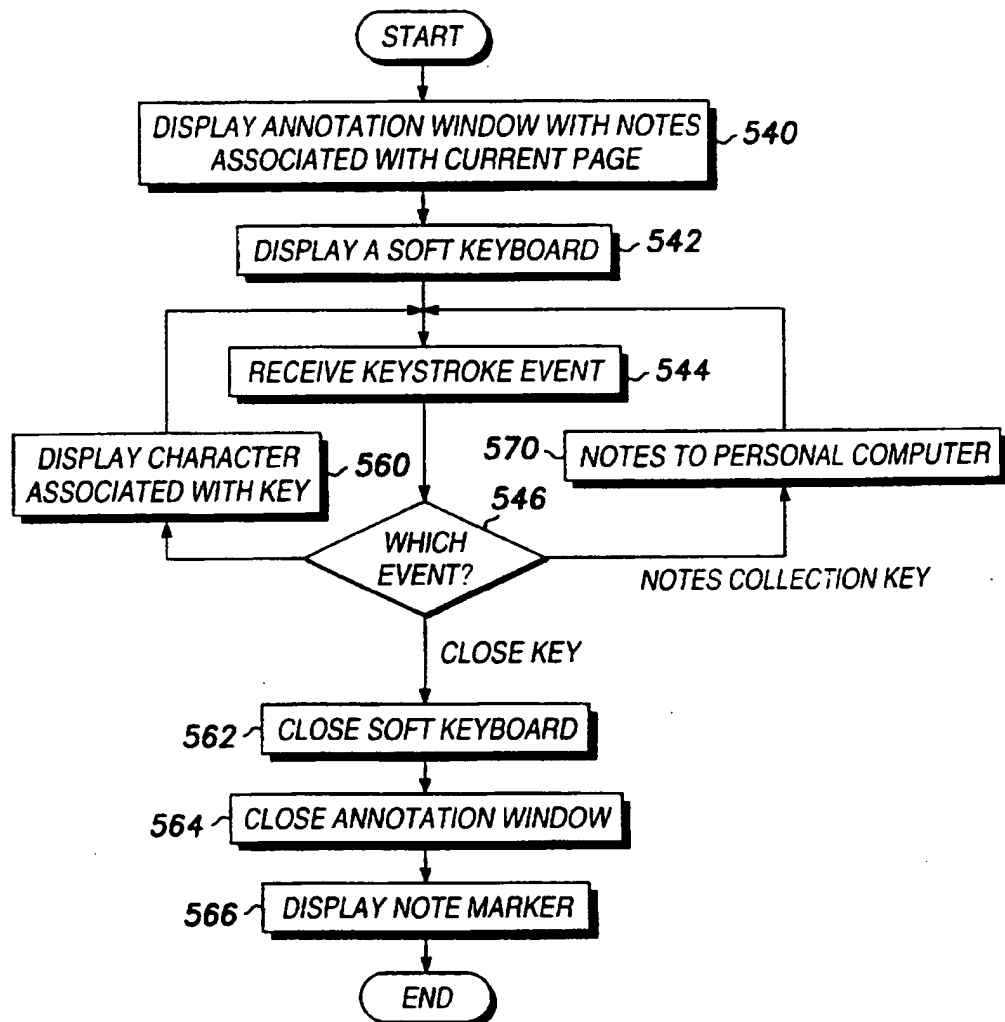 START
DISPLAY ANNOTATION WINDOW WITH NOTES
ASSOCIATED WITH CURRENT PAGE
540
DISPLAY A SOFT KEYBOARD
542
RECEIVE KEYSTROKE EVENT
544
DISPLAY CHARACTER
ASSOCIATED WITH KEY
560
570
NOTES TO PERSONAL COMPUTER
546
WHICH
EVENT?
NOTES COLLECTION KEY
CLOSE KEY
562
CLOSE SOFT KEYBOARD
564
CLOSE ANNOTATION WINDOW
566
DISPLAY NOTE MARKER
END